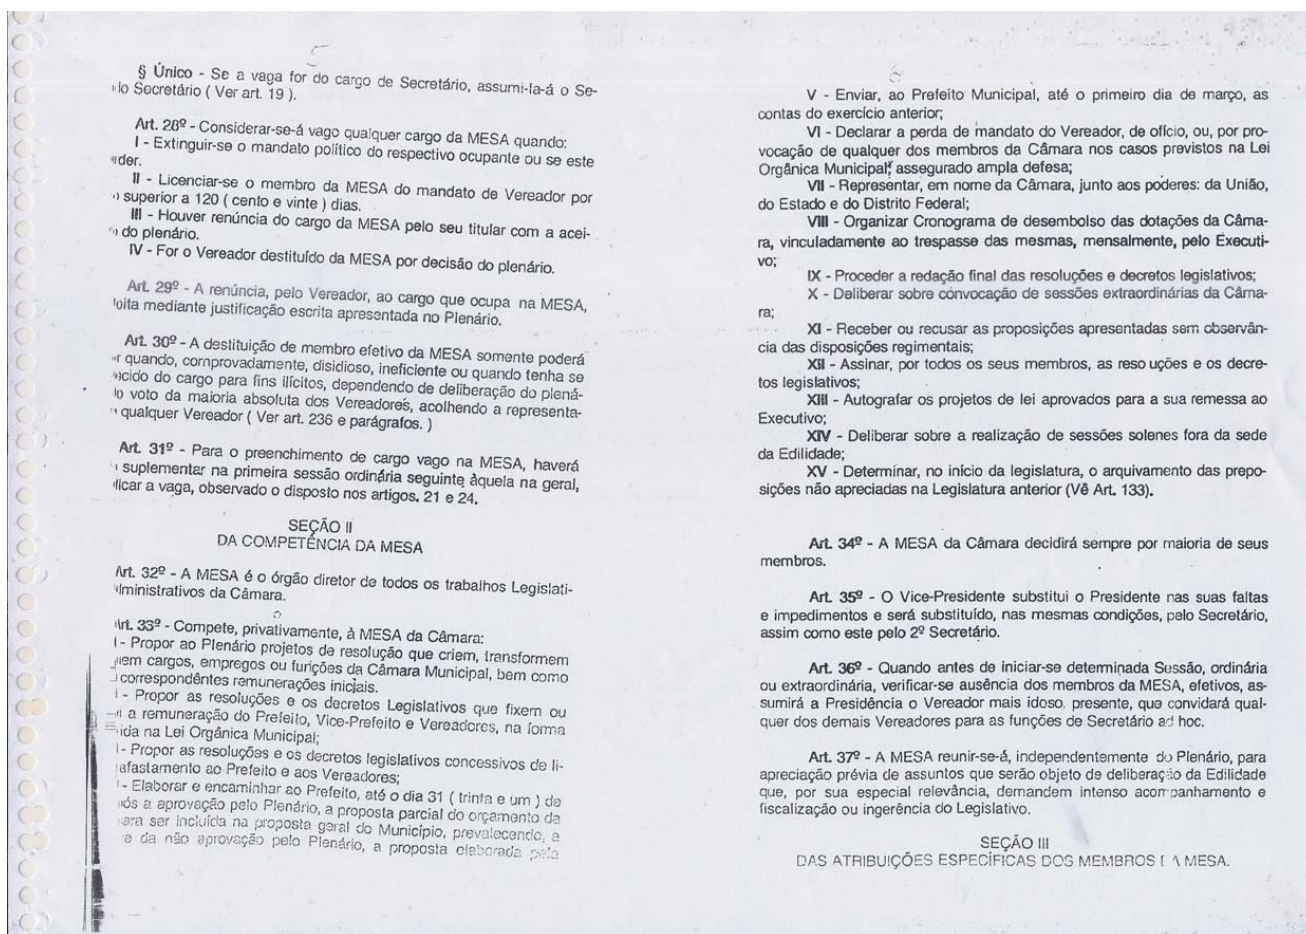 5
§ Único - Se a vaga for do cargo de Secretário, assumi-la-á o Se-
lo Secretário ( Ver art. 19 ).
Art. 28º - Considerar-se-á vago qualquer cargo da MESA quando:
I - Extinguir-se o mandato político do respectivo ocupante ou se este
der.
II - Licenciar-se o membro da MESA do mandato de Vereador por
superior a 120 ( cento e vinte ) dias.
III - Houver renúncia do cargo da MESA pelo seu titular com a acei-
do plenário.
IV - For o Vereador destituído da MESA por decisão do plenário.
Art. 29º - A renúncia, pelo Vereador, ao cargo que ocupa na MESA,
mediante justificação escrita apresentada no Plenário.
Art. 30º - A destituição de membro efetivo da MESA somente poderá
quando, comprovadamente, disidioso, ineficiente ou quando tenha se
do cargo para fins ilícitos, dependendo de deliberação do plená-
voto da maioria absoluta dos Vereadores, acolhendo a representa-
qualquer Vereador ( Ver art. 236 e parágrafos. )
Art. 31º - Para o preenchimento de cargo vago na MESA, haverá
suplementar na primeira sessão ordinária seguinte àquela na geral,
ficar a vaga, observado o disposto nos artigos. 21 e 24.
SEÇÃO II
DA COMPETÊNCIA DA MESA
Art. 32º - A MESA é o órgão diretor de todos os trabalhos Legislati-
dministrativos da Câmara.
Art. 33º - Compete, privativamente, à MESA da Câmara:
I - Propor ao Plenário projetos de resolução que criem, transformem
cargos, empregos ou funções da Câmara Municipal, bem como
correspondêntes remunerações iniciais.
I - Propor as resoluções e os decretos Legislativos que fixem ou
a remuneração do Prefeito, Vice-Prefeito e Vereadores, na forma
ida na Lei Orgânica Municipal;
I - Propor as resoluções e os decretos legislativos concessivos de li-
afastamento ao Prefeito e aos Vereadores;
- Elaborar e encaminhar ao Prefeito, até o dia 31 ( trinta e um ) de
a aprovação pelo Plenário, a proposta parcial do orçamento da
ser incluída na proposta geral do Município, prevalecendo, a
da não aprovação pelo Plenário, a proposta elaborada pela
6
V - Enviar, ao Prefeito Municipal, até o primeiro dia de março, as
contas do exercício anterior;
VI - Declarar a perda de mandato do Vereador, de ofício, ou, por pro-
vocação de qualquer dos membros da Câmara nos casos previstos na Lei
Orgânica Municipal, assegurado ampla defesa;
VII - Representar, em nome da Câmara, junto aos poderes: da União,
do Estado e do Distrito Federal;
VIII - Organizar Cronograma de desembolso das dotações da Câma-
ra, vinculadamente ao trespasse das mesmas, mensalmente, pelo Executi-
vo;
IX - Proceder a redação final das resoluções e decretos legislativos;
X - Deliberar sobre convocação de sessões extraordinárias da Câma-
ra;
XI - Receber ou recusar as proposições apresentadas sem observân-
cia das disposições regimentais;
XII - Assinar, por todos os seus membros, as reso uções e os decre-
tos legislativos;
XIII - Autografar os projetos de lei aprovados para a sua remessa ao
Executivo;
XIV - Deliberar sobre a realização de sessões solenes fora da sede
da Edilidade;
XV - Determinar, no início da legislatura, o arquivamento das prepo-
sições não apreciadas na Legislatura anterior (Vê Art. 133).
Art. 34º - A MESA da Câmara decidirá sempre por maioria de seus
membros.
Art. 35º - O Vice-Presidente substitui o Presidente nas suas faltas
e impedimentos e será substituído, nas mesmas condições, pelo Secretário,
assim como este pelo 2º Secretário.
Art. 36º - Quando antes de iniciar-se determinada Sessão, ordinária
ou extraordinária, verificar-se ausência dos membros da MESA, efetivos, as-
sumirá a Presidência o Vereador mais idoso. presente, que convidará qual-
quer dos demais Vereadores para as funções de Secretário ad hoc.
Art. 37º - A MESA reunir-se-á, independentemente do Plenário, para
apreciação prévia de assuntos que serão objeto de deliberação da Edilidade
que, por sua especial relevância, demandem intenso acompanhamento e
fiscalização ou ingerência do Legislativo.
SEÇÃO III
DAS ATRIBUIÇÕES ESPECÍFICAS DOS MEMBROS DA MESA.